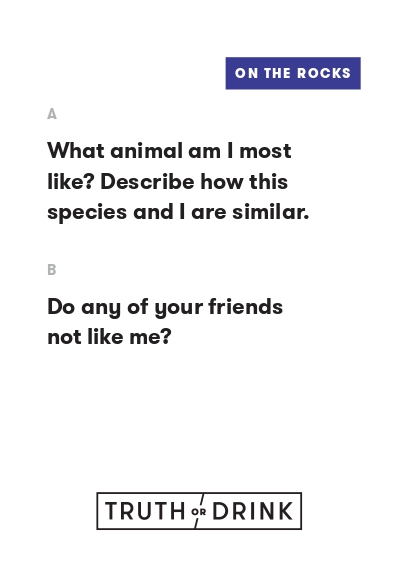 ON THE ROCKS
A
What animal am I most
like? Describe how this
species and I are similar.
B
Do any of your friends
not like me?
TRUTH OR DRINK